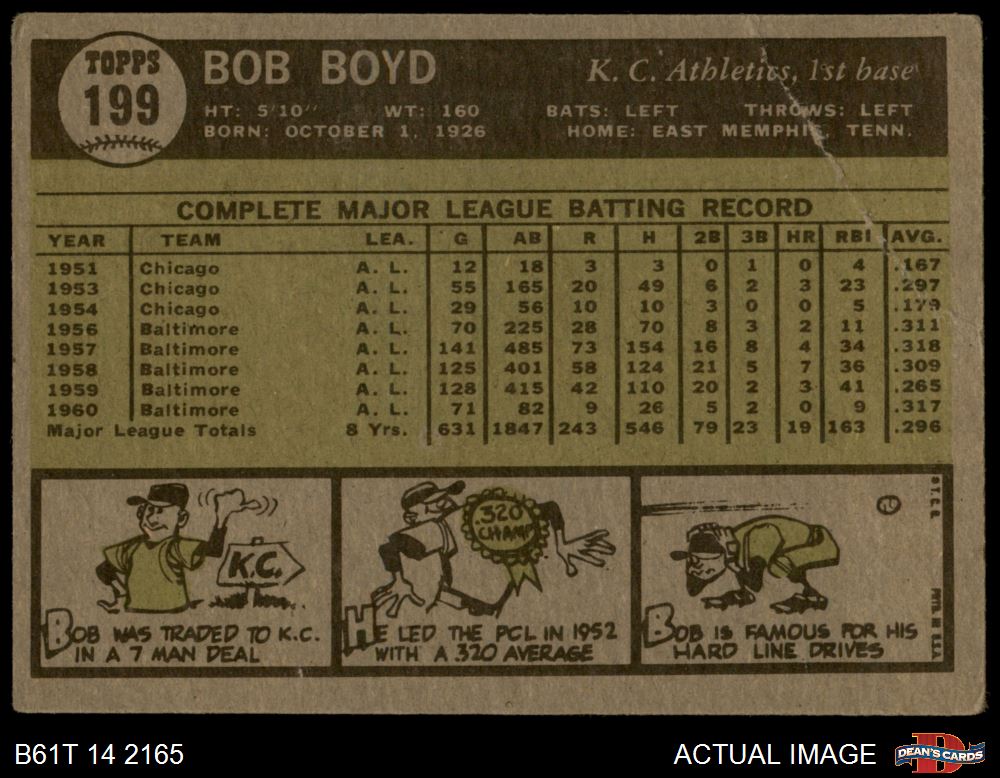 TOPPS
199
BOB BOYD
K. C. Athletics, 1st base
HT: 5'10" WT: 160 BATS: LEFT THROWS: LEFT
BORN: OCTOBER 1, 1926 HOME: EAST MEMPHIS, TENN.
COMPLETE MAJOR LEAGUE BATTING RECORD
YEAR TEAM LEA. G AB R H 2B 3B HR RBI AVG.
1951 Chicago A. L. 12 18 3 3 0 1 0 4 .167
1953 Chicago A. L. 55 165 20 49 6 2 3 23 .297
1954 Chicago A. L. 29 56 10 10 3 0 0 5 .179
1956 Baltimore A. L. 70 225 28 70 8 3 2 11 .311
1957 Baltimore A. L. 141 485 73 154 16 8 4 34 .318
1958 Baltimore A. L. 125 401 58 124 21 5 7 36 .309
1959 Baltimore A. L. 128 415 42 110 20 2 3 41 .265
1960 Baltimore A. L. 71 82 9 26 5 2 0 9 .317
Major League Totals 8 Yrs. 631 1847 243 546 79 23 19 163 .296
K.C.
BOB WAS TRADED TO K.C.
IN A 7 MAN DEAL
.320
CHAMP
HE LED THE PCL IN 1952
WITH A .320 AVERAGE
BOB IS FAMOUS FOR HIS
HARD LINE DRIVES
B61T 14 2165
ACTUAL IMAGE
DEAN'S CARDS